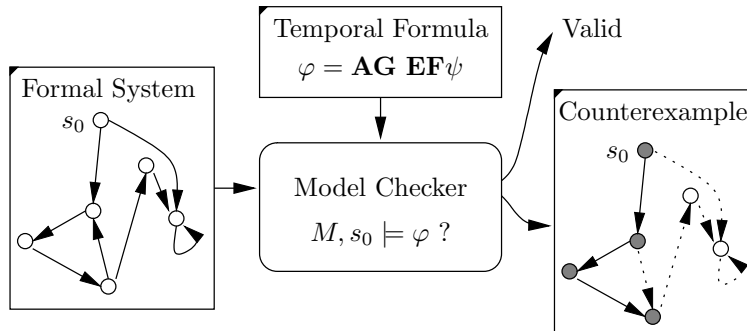 Temporal Formula
φ = AG EFψ
Valid
Formal System
s₀
Counterexample
s₀
Model Checker
M, s₀ ⊨ φ ?